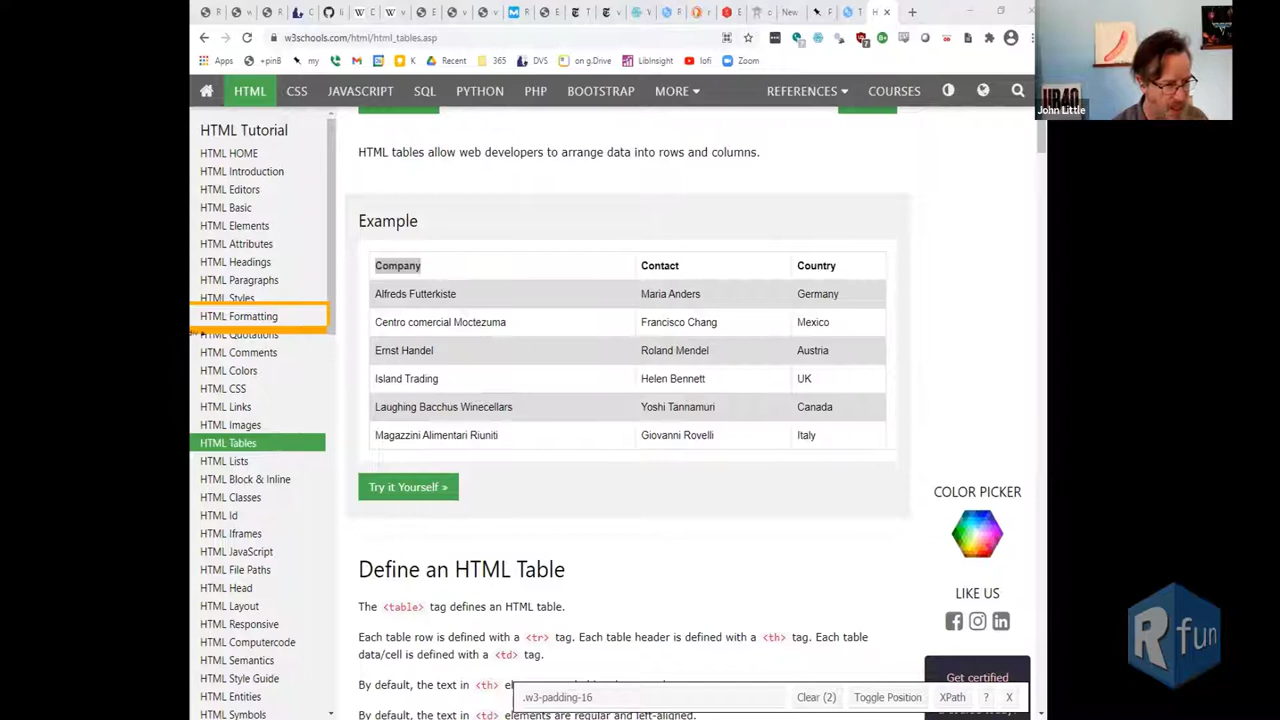 New
w3schools.com/html/html_tables.asp
Apps
+pin8
my
K
Recent
365
DVS
on g.Drive
LibInsight
lofi
Zoom
John Little
HTML
CSS
JAVASCRIPT
SQL
PYTHON
PHP
BOOTSTRAP
MORE
REFERENCES
COURSES
HTML Tutorial
HTML HOME
HTML Introduction
HTML Editors
HTML Basic
HTML Elements
HTML Attributes
HTML Headings
HTML Paragraphs
HTML Styles
HTML Formatting
HTML Quotations
HTML Comments
HTML Colors
HTML CSS
HTML Links
HTML Images
HTML Tables
HTML Lists
HTML Block & Inline
HTML Classes
HTML Id
HTML Iframes
HTML JavaScript
HTML File Paths
HTML Head
HTML Layout
HTML Responsive
HTML Computercode
HTML Semantics
HTML Style Guide
HTML Entities
HTML Symbols
HTML tables allow web developers to arrange data into rows and columns.
Example
Company Contact Country
Alfreds Futterkiste Maria Anders Germany
Centro comercial Moctezuma Francisco Chang Mexico
Ernst Handel Roland Mendel Austria
Island Trading Helen Bennett UK
Laughing Bacchus Winecellars Yoshi Tannamuri Canada
Magazzini Alimentari Riuniti Giovanni Rovelli Italy
Try it Yourself »
Define an HTML Table
The <table> tag defines an HTML table.
Each table row is defined with a <tr> tag. Each table header is defined with a <th> tag. Each table
data/cell is defined with a <td> tag.
By default, the text in <th>
By default, the text in <td> elements are regular and left-aligned.
COLOR PICKER
LIKE US
Get certified
.w3-padding-16
Clear (2)
Toggle Position
XPath
?
X
R fun